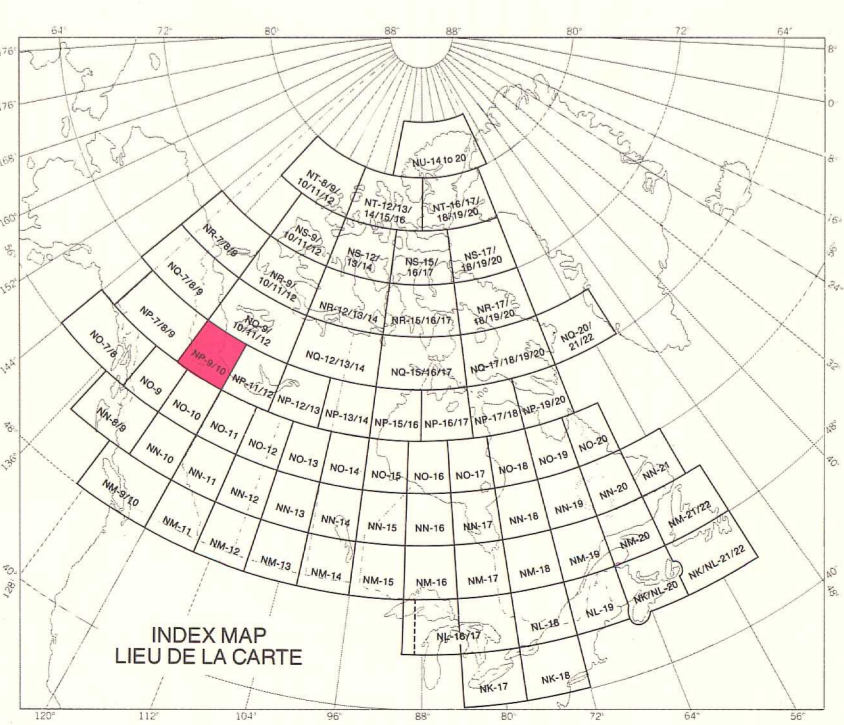 64° 72° 80° 88° 88° 80° 72° 64°
176° 8°
176° 0°
168° 8°
160° 16°
152° 24°
144° 32°
136° 48°
40° 40°
128° 48°
NU-14 to 20
NT-8/9/
10/11/12
NT-12/13/
14/15/16
NT-16/17/
18/19/20
NR-7/8/9
NS-9/
10/11/12
NS-12/
13/14
NS-15/
16/17
NS-17/
18/19/20
NQ-7/8/9
NR-9/
10/11/12
NR-12/13/14
NR-15/16/17
NR-17/
18/19/20
NP-7/8/9
NQ-9/
10/11/12
NQ-12/13/14
NQ-15/16/17
NQ-17/18/19/20
NQ-20/
21/22
NO-7/8
NP-9/10
NP-11/12
NP-12/13
NP-13/14
NP-15/16
NP-16/17
NP-17/18
NP-19/20
NO-9
NO-10
NO-11
NO-12
NO-13
NO-14
NO-15
NO-16
NO-17
NO-18
NO-19
NO-20
NN-8/9
NN-10
NN-11
NN-12
NN-13
NN-14
NN-15
NN-16
NN-17
NN-18
NN-19
NN-20
NN-21
NM-9/10
NM-11
NM-12
NM-13
NM-14
NM-15
NM-16
NM-17
NM-18
NM-19
NM-20
NM-21/22
NL-16/17
NL-18
NL-19
NK/NL-20
NK/NL-21/22
NK-17
NK-18
INDEX MAP
LIEU DE LA CARTE
120° 112° 104° 96° 88° 80° 72° 64° 56°